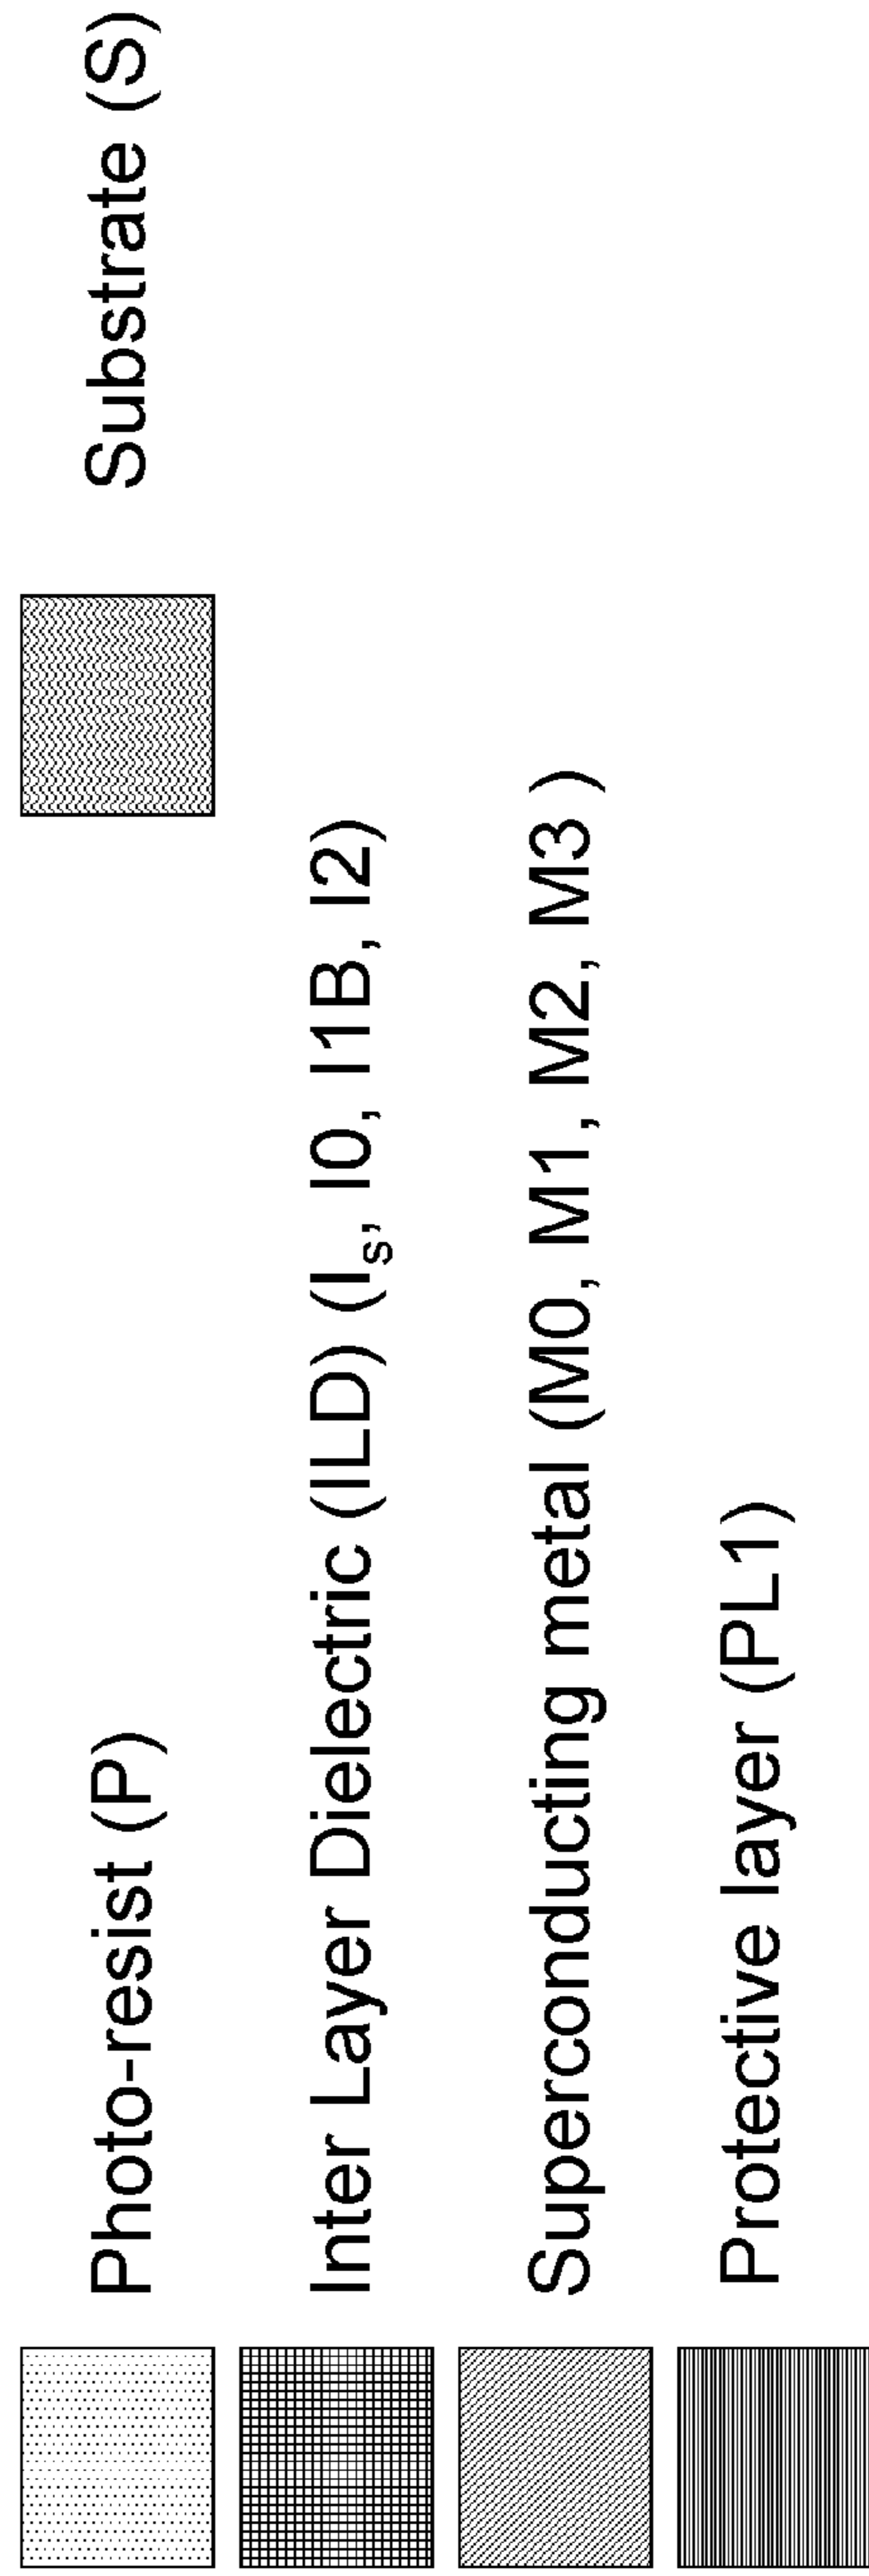 Photo-resist (P)
Substrate (S)
Inter Layer Dielectric (ILD) (Is, I0, I1B, I2)
Superconducting metal (M0, M1, M2, M3 )
Protective layer (PL1)